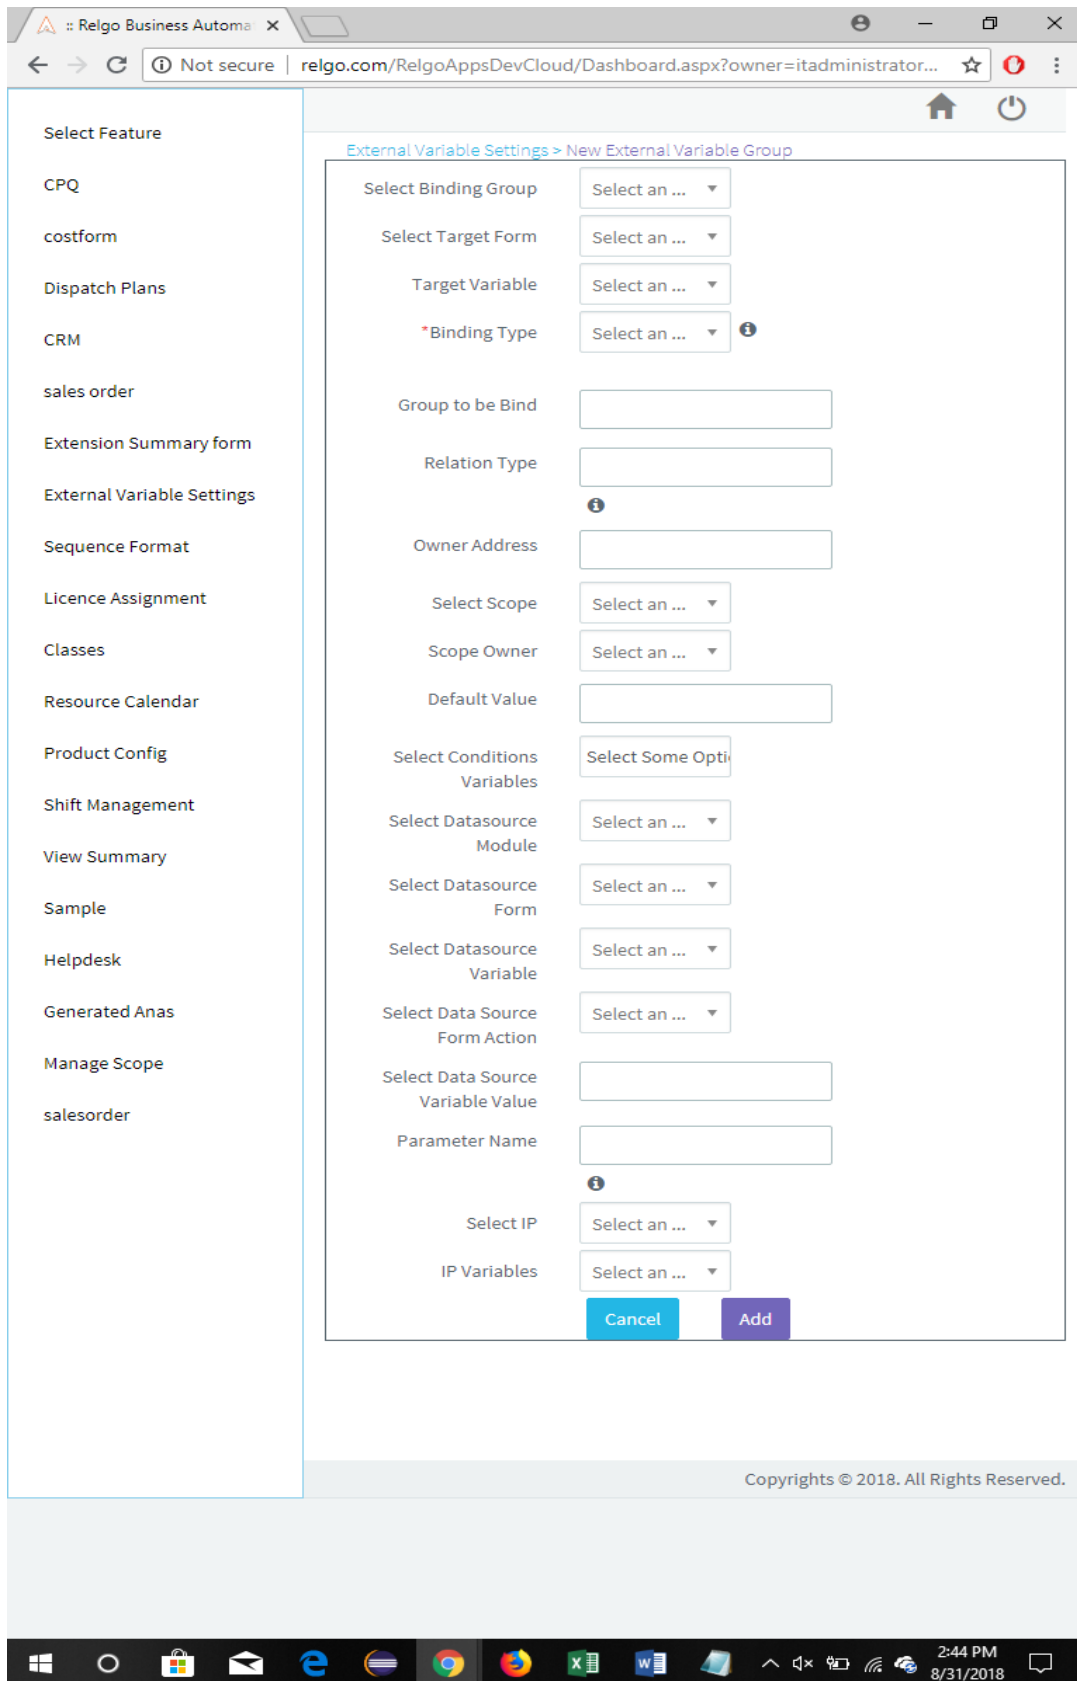 :: Relgo Business Automa
Not secure | relgo.com/RelgoAppsDevCloud/Dashboard.aspx?owner=itadministrator...
Select Feature
CPQ
costform
Dispatch Plans
CRM
sales order
Extension Summary form
External Variable Settings
Sequence Format
Licence Assignment
Classes
Resource Calendar
Product Config
Shift Management
View Summary
Sample
Helpdesk
Generated Anas
Manage Scope
salesorder
External Variable Settings > New External Variable Group
Select Binding Group Select an ...
Select Target Form Select an ...
Target Variable Select an ...
*Binding Type Select an ...
Group to be Bind
Relation Type
Owner Address
Select Scope Select an ...
Scope Owner Select an ...
Default Value
Select Conditions Select Some Opti
Variables
Select Datasource Select an ...
Module
Select Datasource Select an ...
Form
Select Datasource Select an ...
Variable
Select Data Source Select an ...
Form Action
Select Data Source
Variable Value
Parameter Name
Select IP Select an ...
IP Variables Select an ...
Cancel Add
Copyrights © 2018. All Rights Reserved.
2:44 PM
8/31/2018